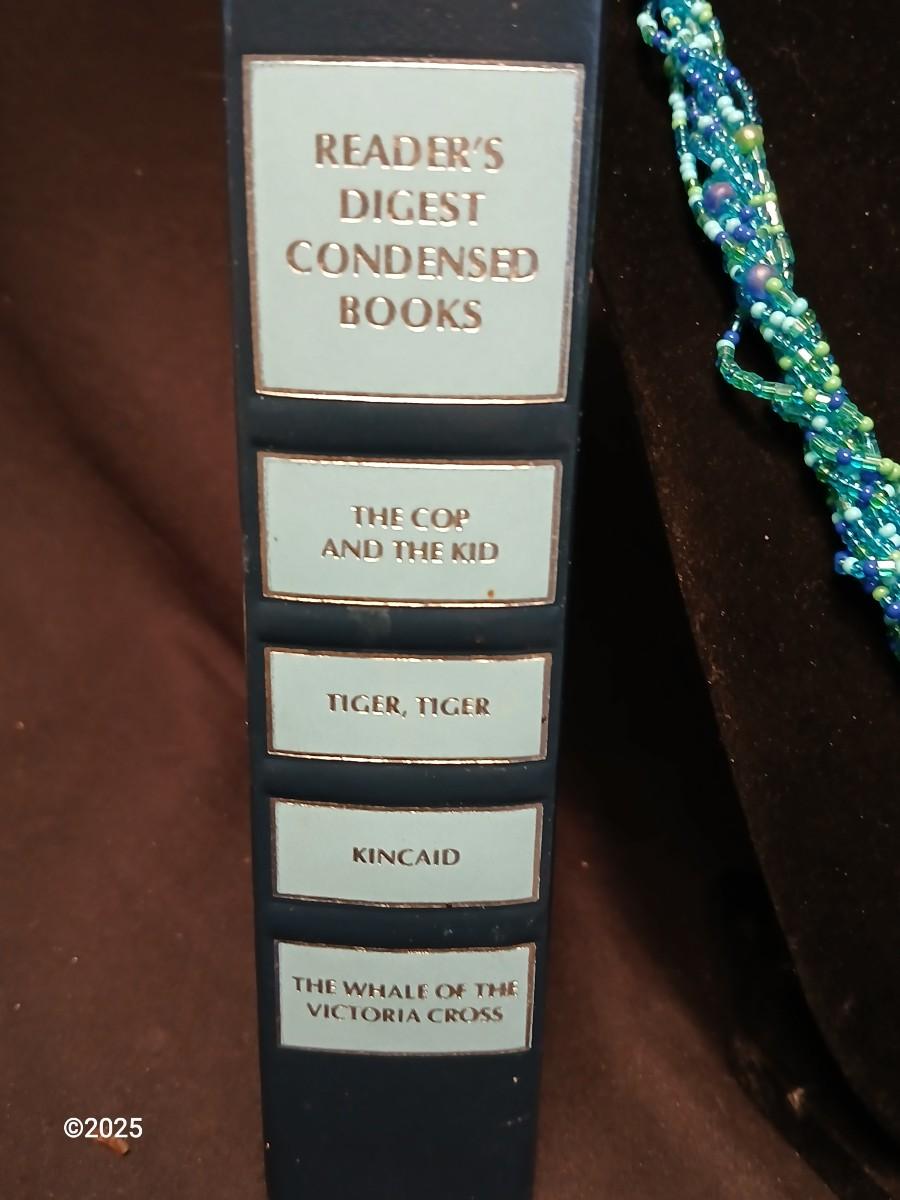 READER'S
DIGEST
CONDENSED
BOOKS
THE COP
AND THE KID
TIGER, TIGER
KINCAID
THE WHALE OF THE
VICTORIA CROSS
©2025